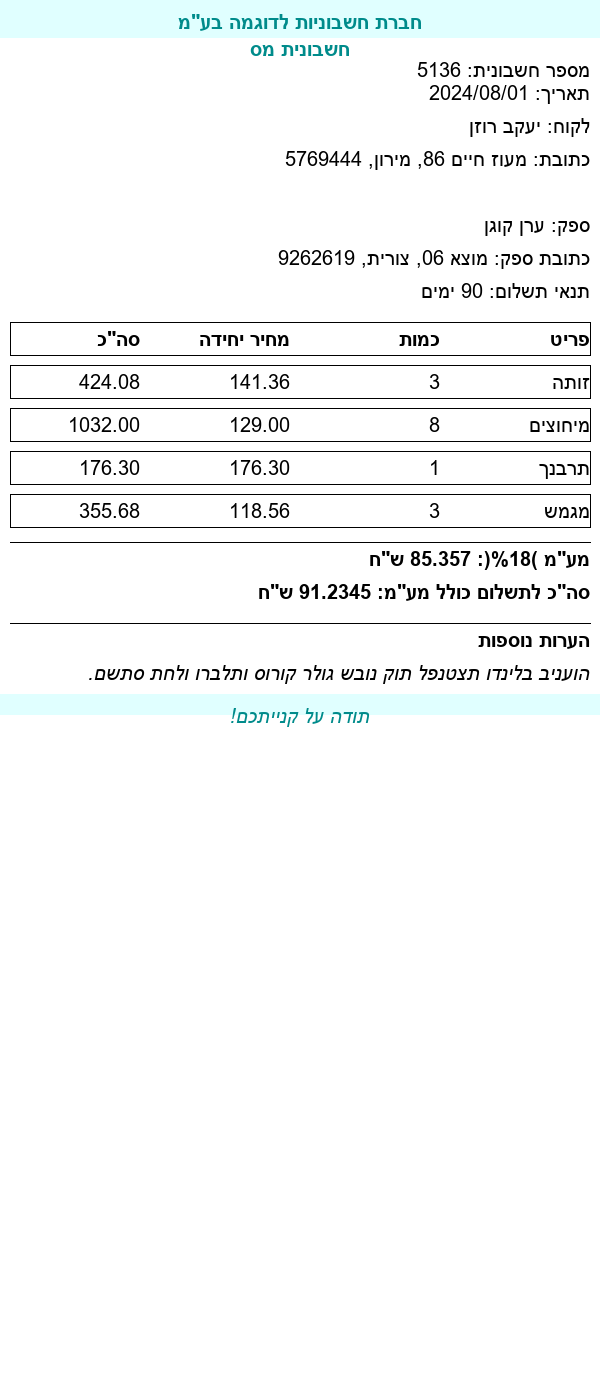 חברת חשבוניות לדוגמה בע"מ
חשבונית מס
מספר חשבונית: 5136
תאריך: 2024/08/01
לקוח: יעקב רוזן
כתובת: מעוז חיים 86, מירון, 5769444
ספק: ערן קוגן
כתובת ספק: מוצא 06, צורית, 9262619
תנאי תשלום: 90 ימים
פריט כמות מחיר יחידה סה"כ
זותה 3 141.36 424.08
מיחוצים 8 129.00 1032.00
תרבנך 1 176.30 176.30
מגמש 3 118.56 355.68
מע"מ )18%(: 85.357 ש"ח
סה"כ לתשלום כולל מע"מ: 91.2345 ש"ח
הערות נוספות
הועניב בלינדו תצטנפל תוק נובש גולר קורוס ותלברו ולחת סתשם.
תודה על קנייתכם!